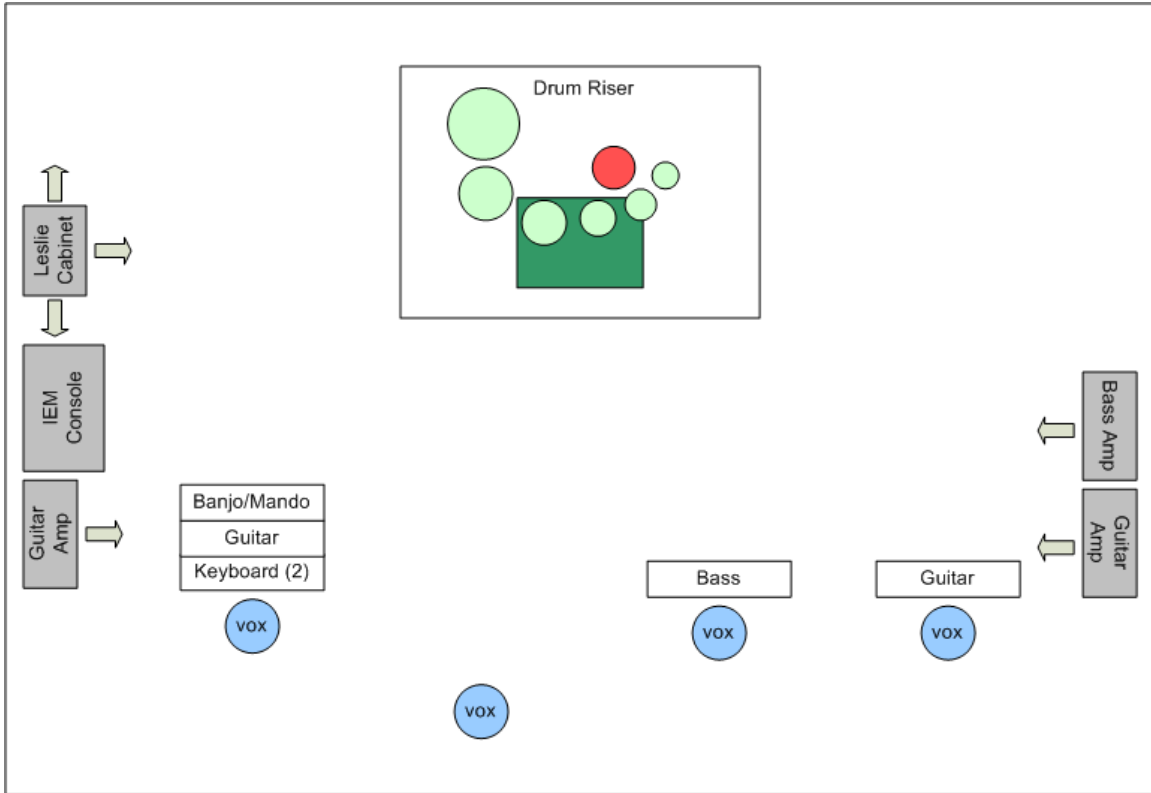 Drum Riser
Leslie
Cabinet
IEM
Console
Bass Amp
Guitar
Amp
Banjo/Mando
Guitar
Keyboard (2)
Guitar
Amp
Bass
Guitar
vox
vox
vox
vox